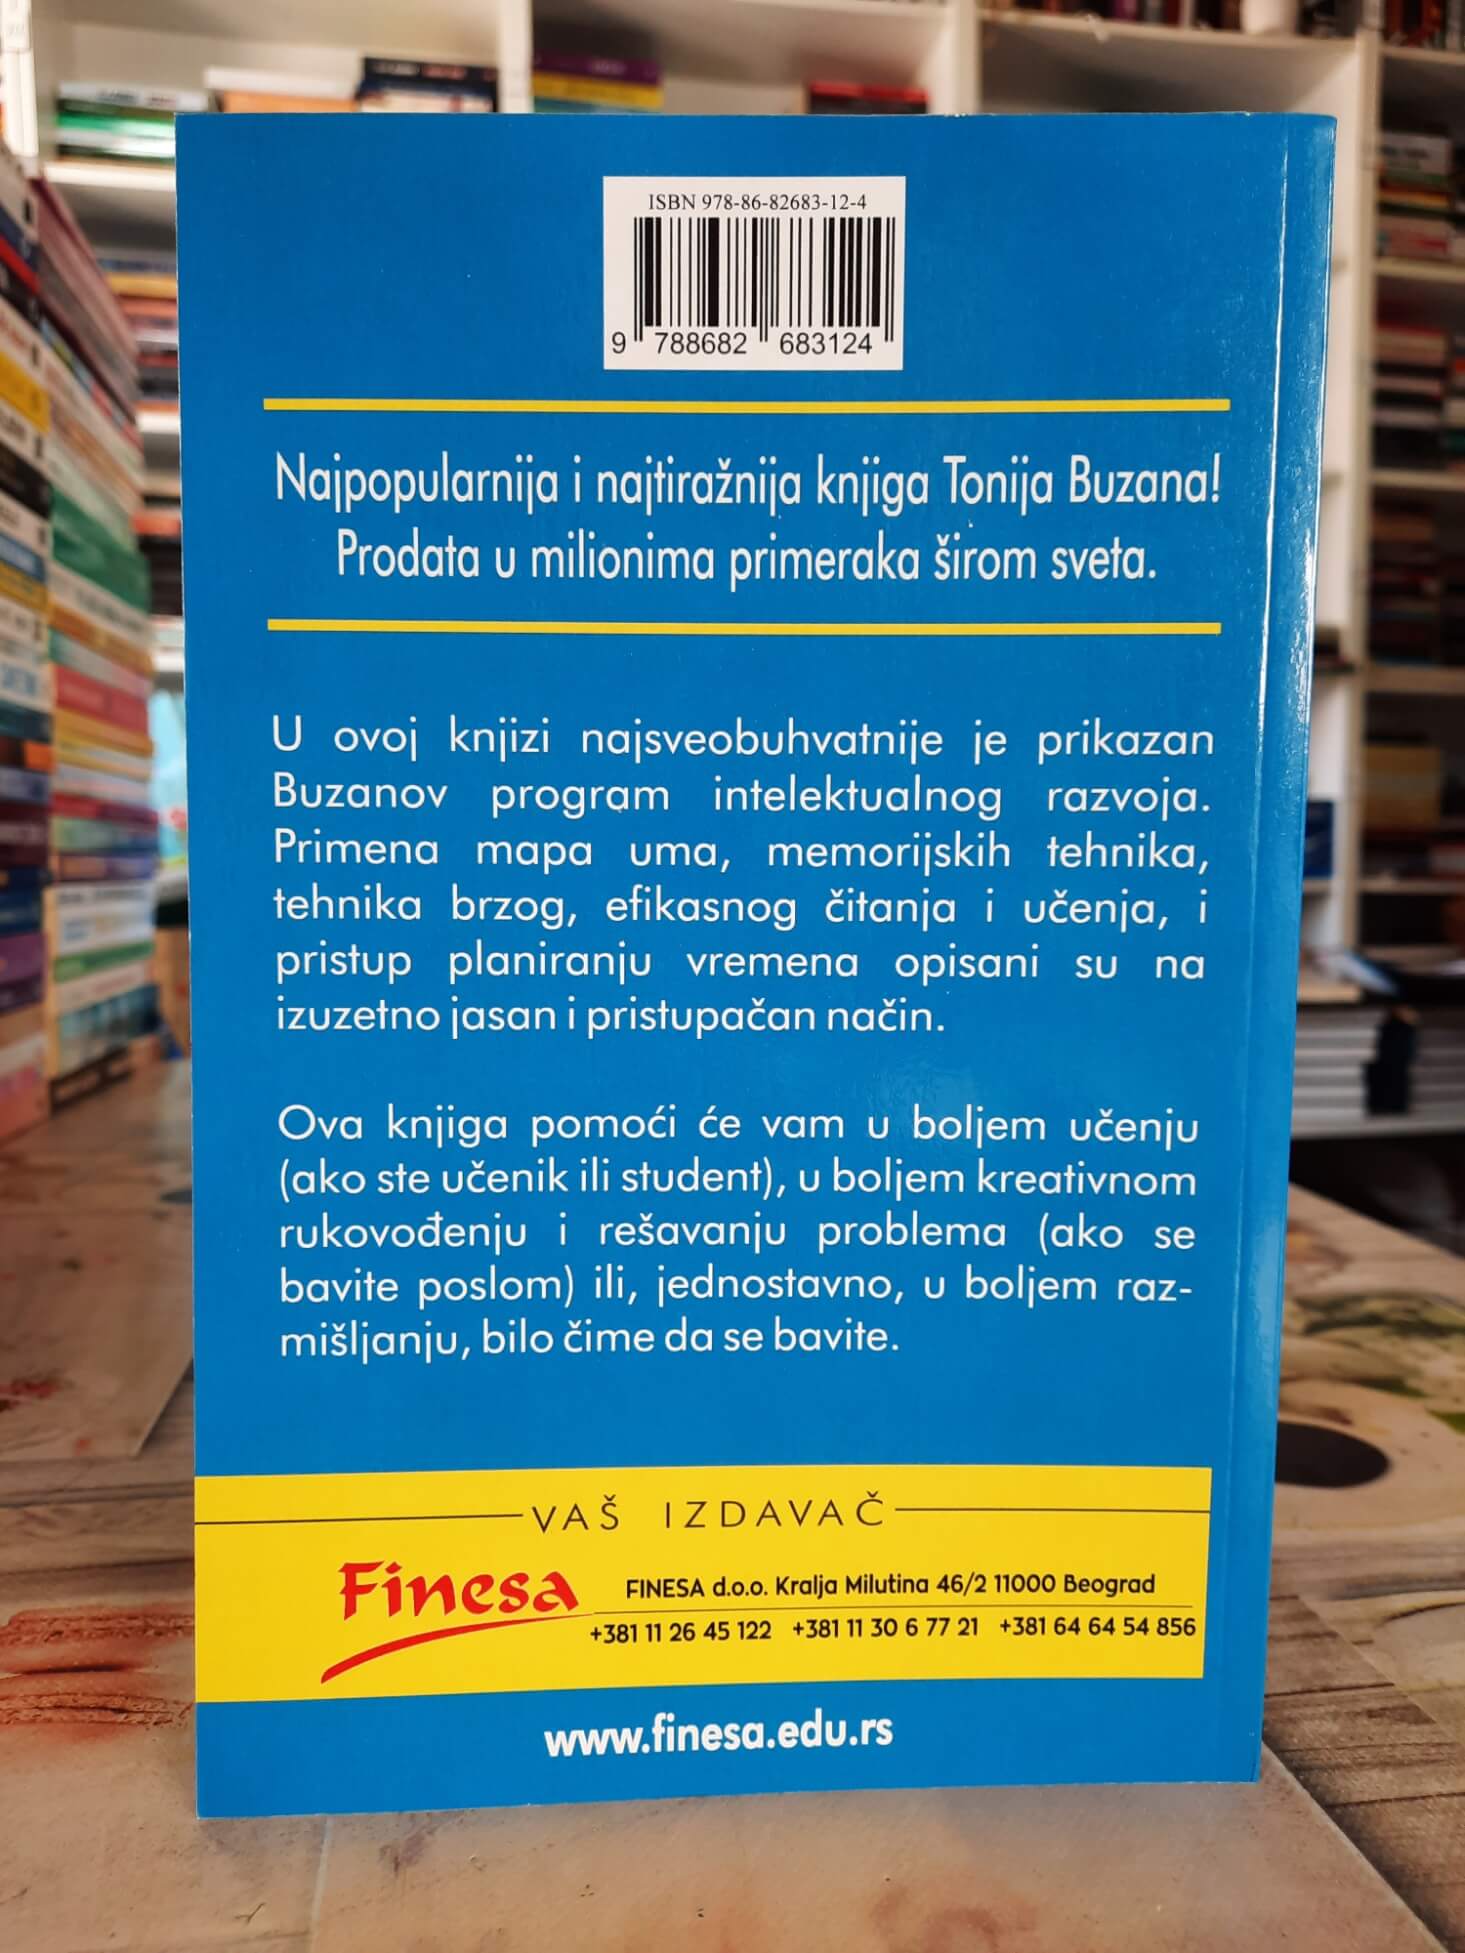 ISBN 978-86-82683-12-4
9 788682 683124
Najpopularnija i najtiražnija knjiga Tonija Buzana!
Prodata u milionima primeraka širom sveta.
U ovoj knjizi najsveobuhvatnije je prikazan
Buzanov program intelektualnog razvoja.
Primena mapa uma, memorijskih tehnika,
tehnika brzog, efikasnog čitanja i učenja, i
pristup planiranju vremena opisani su na
izuzetno jasan i pristupačan način.
Ova knjiga pomoći će vam u boljem učenju
(ako ste učenik ili student), u boljem kreativnom
rukovođenju i rešavanju problema (ako se
bavite poslom) ili, jednostavno, u boljem raz-
mišljanju, bilo čime da se bavite.
VAŠ IZDAVAČ
Finesa
FINESA d.o.o. Kralja Milutina 46/2 11000 Beograd
+381 11 26 45 122 +381 11 30 6 77 21 +381 64 64 54 856
www.finesa.edu.rs